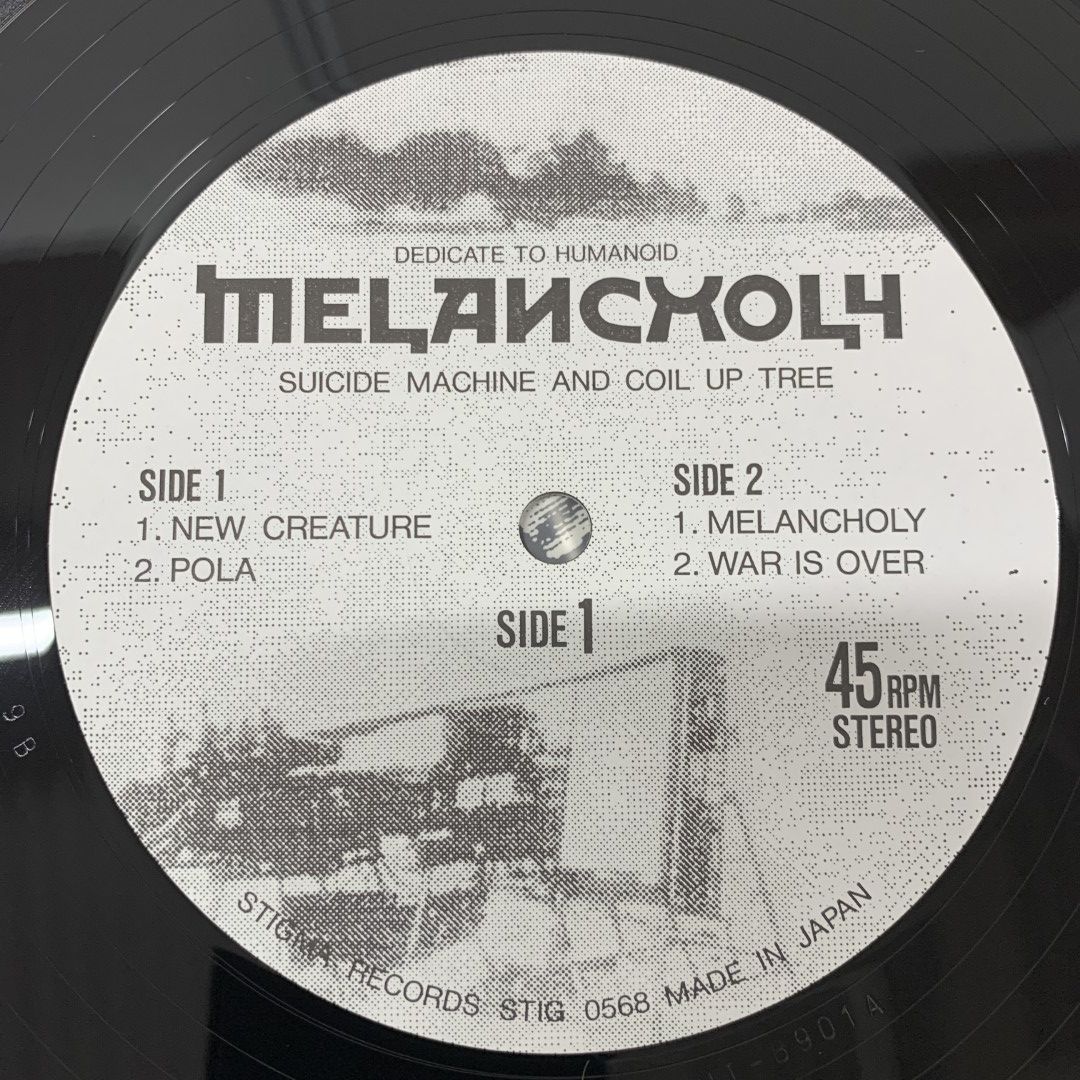 DEDICATE TO HUMANOID
MELANCHOLY
SUICIDE MACHINE AND COIL UP TREE
SIDE 1
1. NEW CREATURE
2. POLA
SIDE 2
1. MELANCHOLY
2. WAR IS OVER
SIDE 1
45 RPM
STEREO
STIGMA RECORDS STIG 0568 MADE IN JAPAN
9 B